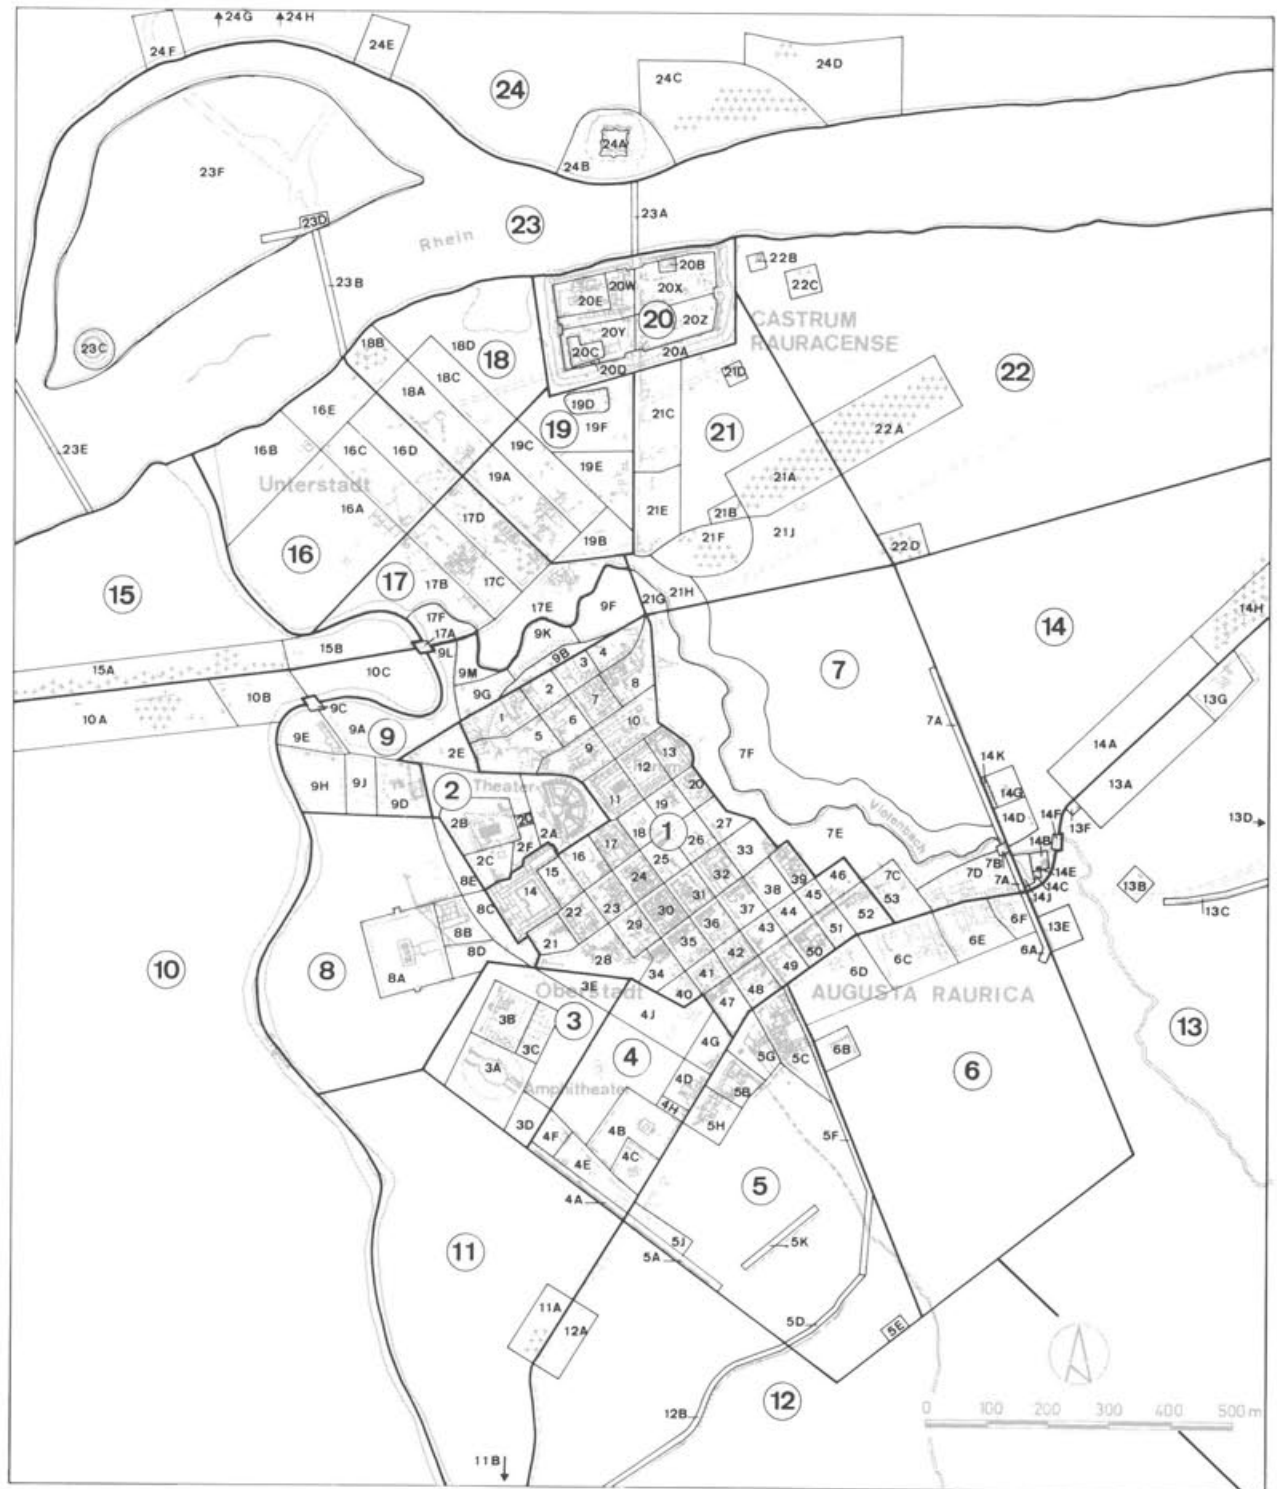 24G
24H
24F
24E
24
24C
24D
24A
24B
23F
23D
23
23A
Rhein
23B
23C
23E
20B
22B
20W
20X
22C
20E
20
20Y
20Z
20C
20A
20D
CASTRUM
RAURACENSE
18B
18D
18
18C
18A
21D
22
19D
19
19F
21C
21
22A
16E
16B
16C
16D
19C
19E
19A
21A
Unterstadt
16A
17D
21E
21B
21F
21J
19B
22D
16
17
17B
17C
15
17E
9F
21G
21H
17F
17A
9K
9L
9B
4
3
14
14H
15B
15A
10C
9M
9G
2
7
8
7
13G
10B
10A
9C
9A
9E
9
1
5
6
10
7A
2E
9
13
7F
14A
9H
9J
9D
2
Theater
12
Forum
20
14K
13A
2B
11
19
14G
14D
2G
2A
18
1
27
7E
Violenbach
14F
13F
13D
2F
2C
16
17
26
33
14B
15
25
7B
14E
8E
14
24
32
39
46
7C
7D
7A
14C
14J
13B
8C
22
23
31
38
45
53
13C
8B
30
37
44
52
6F
13E
21
29
36
43
51
6E
6A
8D
28
35
42
50
6C
10
8
8A
34
41
49
6D
Oberstadt
3E
40
48
AUGUSTA RAURICA
47
3B
3
4J
13
3C
4
4G
5G
5C
6B
3A
4D
6
Amphitheater
4H
5B
3D
4B
5H
4F
5F
4E
4C
5
4A
5J
5K
11
5A
11A
12A
5D
5E
12
12B
0 100 200 300 400 500 m
11B